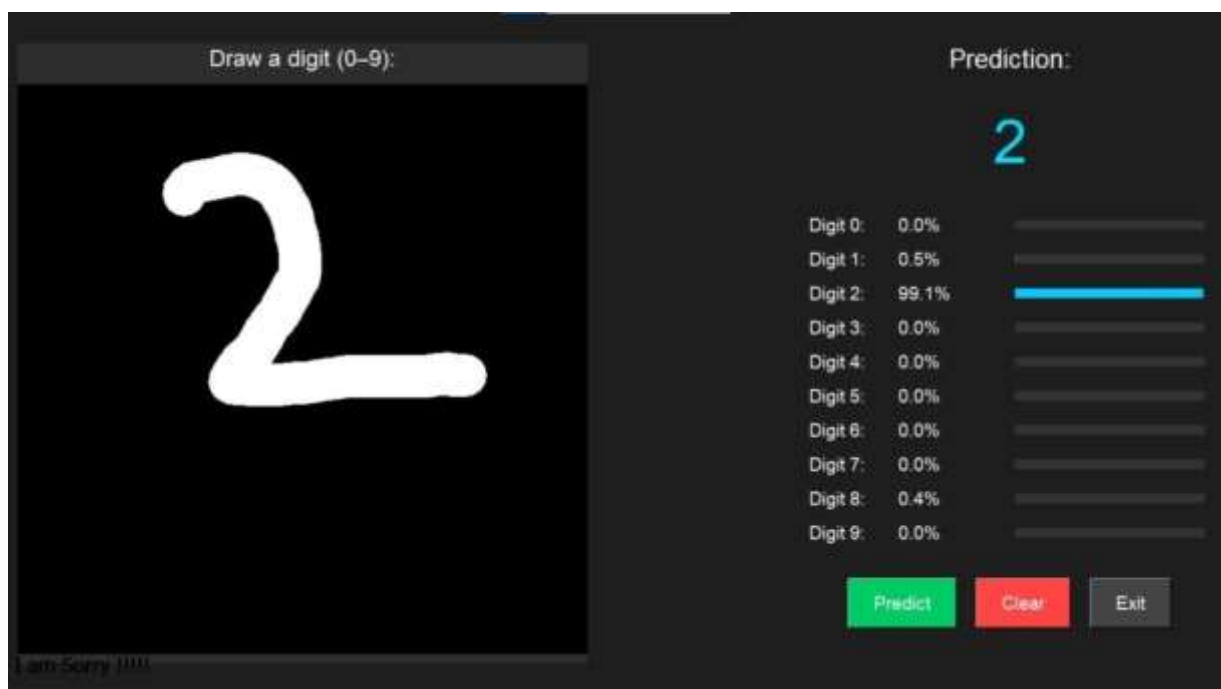 Draw a digit (0–9):
2
Prediction:
2
Digit 0: 0.0%
Digit 1: 0.5%
Digit 2: 99.1%
Digit 3: 0.0%
Digit 4: 0.0%
Digit 5: 0.0%
Digit 6: 0.0%
Digit 7: 0.0%
Digit 8: 0.4%
Digit 9: 0.0%
Predict Clear Exit
I am Sorry !!!!!